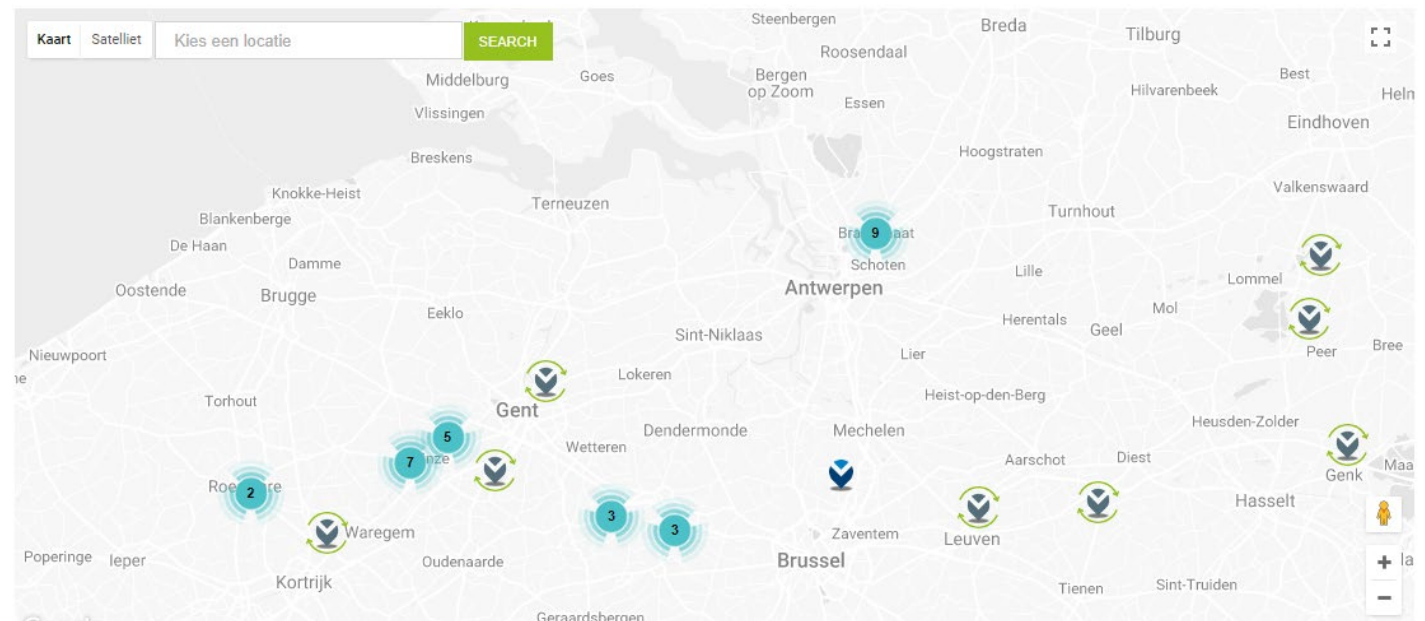 Steenbergen
Breda
Tilburg
Kaart
Satelliet
Kies een locatie
SEARCH
Roosendaal
Middelburg
Goes
Bergen
op Zoom
Best
Hilvarenbeek
Essen
Vlissingen
Eindhoven
Hoogstraten
Breskens
Valkenswaard
Knokke-Heist
Terneuzen
Turnhout
Blankenberge
9
De Haan
Schoten
Damme
Lille
Lommel
Antwerpen
Oostende
Brugge
Mol
Eeklo
Herentals
Geel
Sint-Niklaas
Nieuwpoort
Lier
Peer
Bree
Lokeren
Heist-op-den-Berg
Torhout
Gent
Heusden-Zolder
Dendermonde
Mechelen
5
Wetteren
Aarschot
Diest
7
Genk
2
Hasselt
3
3
Waregem
Zaventem
Leuven
Poperinge
Ieper
Oudenaarde
Brussel
Kortrijk
Tienen
Sint-Truiden
Geraardsbergen